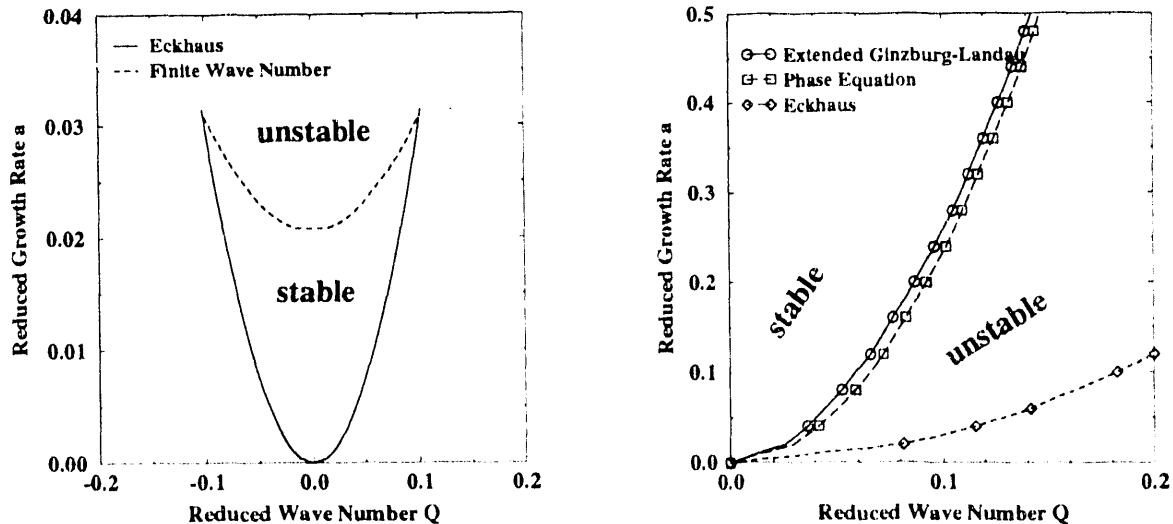 0.04
Eckhaus
Finite Wave Number
0.03
unstable
Reduced Growth Rate a
0.02
stable
0.01
0.00
-0.2
-0.1
0.0
0.1
0.2
Reduced Wave Number Q
0.5
Extended Ginzburg-Landau
Phase Equation
0.4
Eckhaus
0.3
Reduced Growth Rate a
0.2
stable
unstable
0.1
0.0
0.0
0.1
0.2
Reduced Wave Number Q